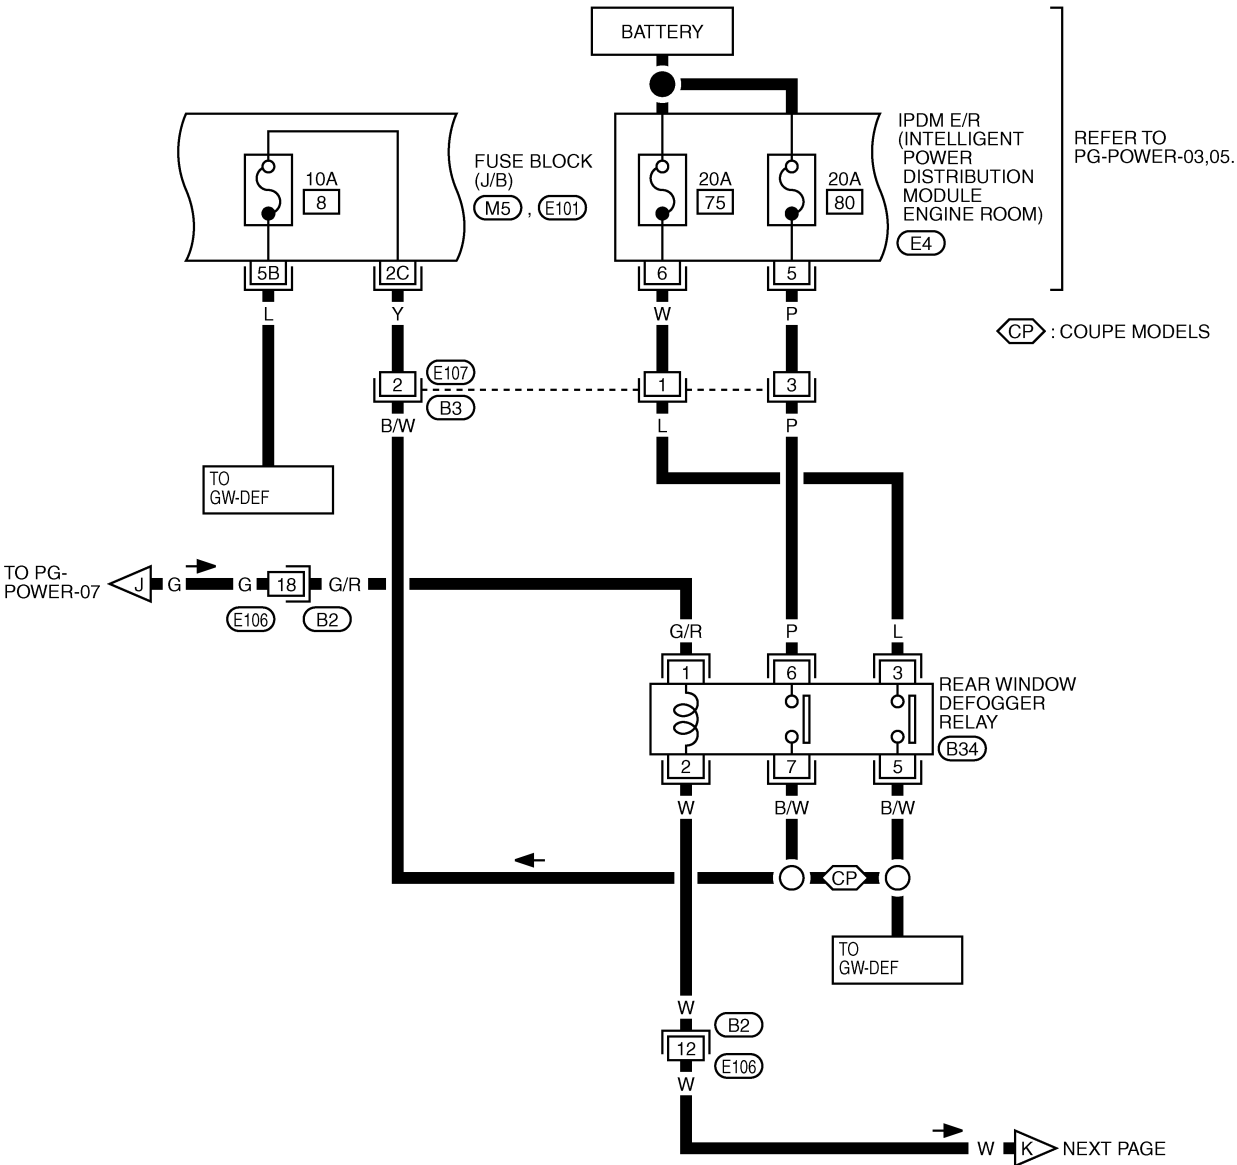 BATTERY
IPDM E/R
(INTELLIGENT
POWER
DISTRIBUTION
MODULE
ENGINE ROOM)
E4
REFER TO
PG-POWER-03,05.
FUSE BLOCK
(J/B)
M5 , E101
10A
8
20A
75
20A
80
5B
2C
6
5
L
Y
W
P
CP : COUPE MODELS
2
E107
B3
1
3
B/W
L
P
TO
GW-DEF
TO PG-
POWER-07
J
G
G
18
G/R
E106
B2
G/R
P
L
1
6
3
REAR WINDOW
DEFOGGER
RELAY
B34
2
7
5
W
B/W
B/W
CP
TO
GW-DEF
W
B2
12
E106
W
W
K
NEXT PAGE